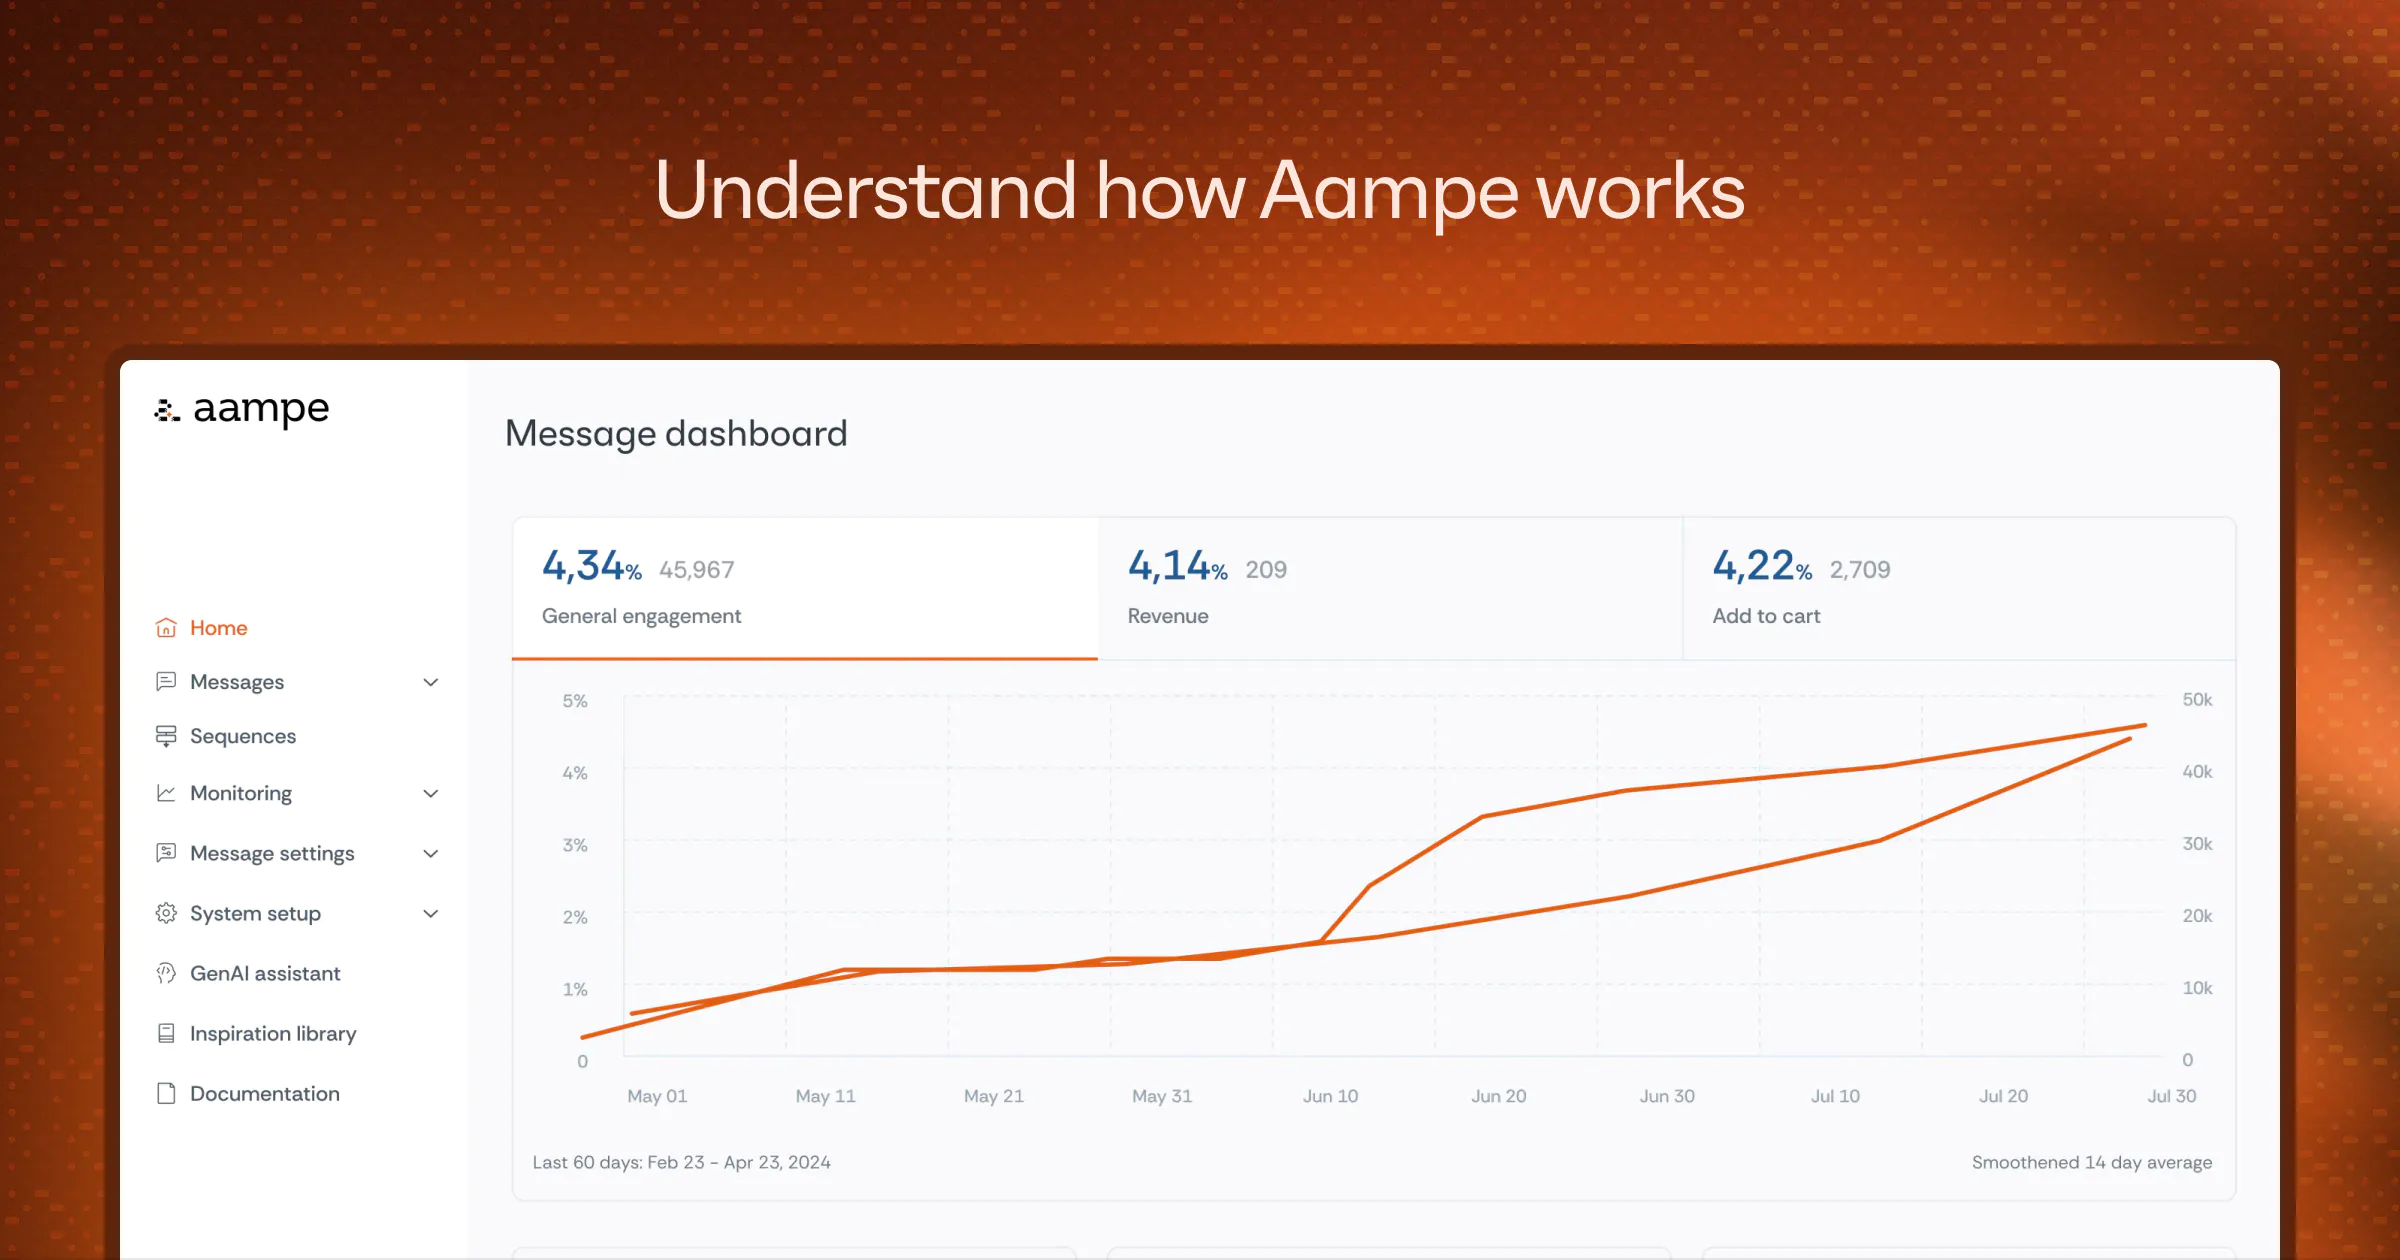 Understand how Aampe works
aampe
Home
Messages
Sequences
Monitoring
Message settings
System setup
GenAI assistant
Inspiration library
Documentation
Message dashboard
4,34% 45,967
General engagement
4,14% 209
Revenue
4,22% 2,709
Add to cart
5%
4%
3%
2%
1%
0
50k
40k
30k
20k
10k
0
May 01 May 11 May 21 May 31 Jun 10 Jun 20 Jun 30 Jul 10 Jul 20 Jul 30
Last 60 days: Feb 23 - Apr 23, 2024
Smoothened 14 day average